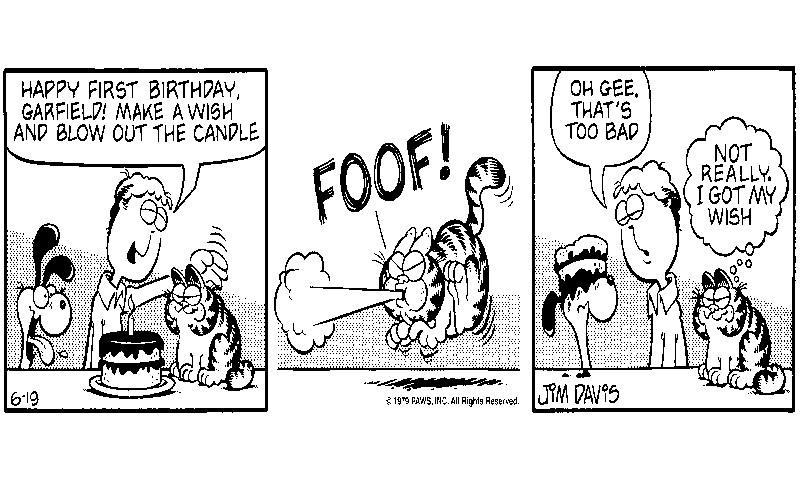 HAPPY FIRST BIRTHDAY,
GARFIELD! MAKE A WISH
AND BLOW OUT THE CANDLE
6-19
FOOF!
© 1979 PAWS, INC. All Rights Reserved.
OH GEE.
THAT'S
TOO BAD
NOT
REALLY.
I GOT MY
WISH
JIM DAVIS